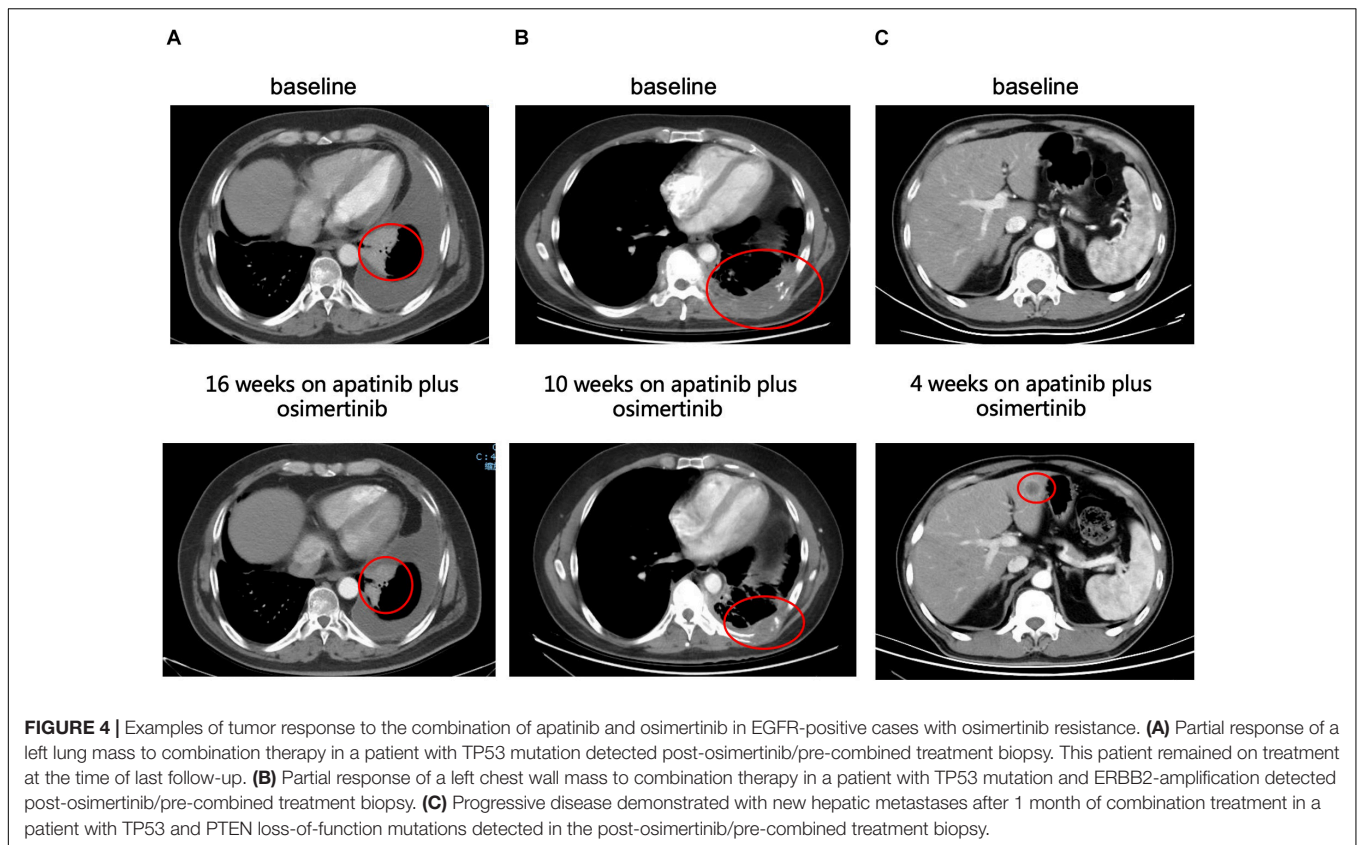 A
B
C
baseline
baseline
baseline
16 weeks on apatinib plus
osimertinib
10 weeks on apatinib plus
osimertinib
4 weeks on apatinib plus
osimertinib
FIGURE 4 | Examples of tumor response to the combination of apatinib and osimertinib in EGFR-positive cases with osimertinib resistance. (A) Partial response of a
left lung mass to combination therapy in a patient with TP53 mutation detected post-osimertinib/pre-combined treatment biopsy. This patient remained on treatment
at the time of last follow-up. (B) Partial response of a left chest wall mass to combination therapy in a patient with TP53 mutation and ERBB2-amplification detected
post-osimertinib/pre-combined treatment biopsy. (C) Progressive disease demonstrated with new hepatic metastases after 1 month of combination treatment in a
patient with TP53 and PTEN loss-of-function mutations detected in the post-osimertinib/pre-combined treatment biopsy.